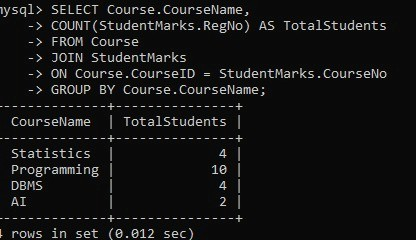 mysql> SELECT Course.CourseName,
    -> COUNT(StudentMarks.RegNo) AS TotalStudents
    -> FROM Course
    -> JOIN StudentMarks
    -> ON Course.CourseID = StudentMarks.CourseNo
    -> GROUP BY Course.CourseName;
-------------+---------------+
 CourseName  | TotalStudents |
-------------+---------------+
 Statistics  |             4 |
 Programming |            10 |
 DBMS        |             4 |
 AI          |             2 |
-------------+---------------+
4 rows in set (0.012 sec)